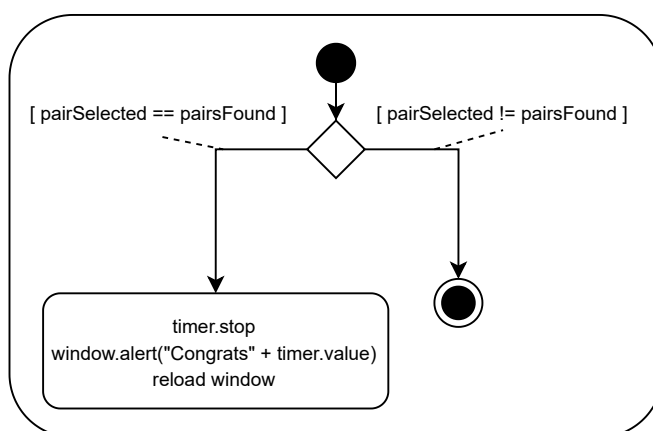 [ pairSelected == pairsFound ]
[ pairSelected != pairsFound ]
timer.stop
window.alert("Congrats" + timer.value)
reload window